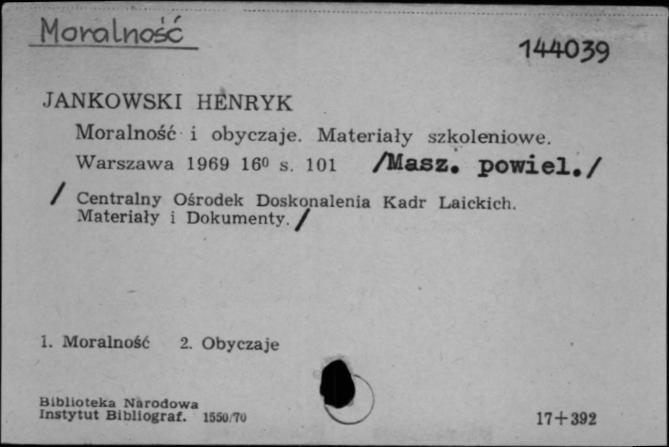 Moralność
144039
JANKOWSKI HENRYK
Moralność i obyczaje. Materiały szkoleniowe.
Warszawa 1969 16⁰ s. 101 /Masz. powiel./
/ Centralny Ośrodek Doskonalenia Kadr Laickich.
Materiały i Dokumenty. /
1. Moralność 2. Obyczaje
Biblioteka Narodowa
Instytut Bibliograf. 1550/70
17+392